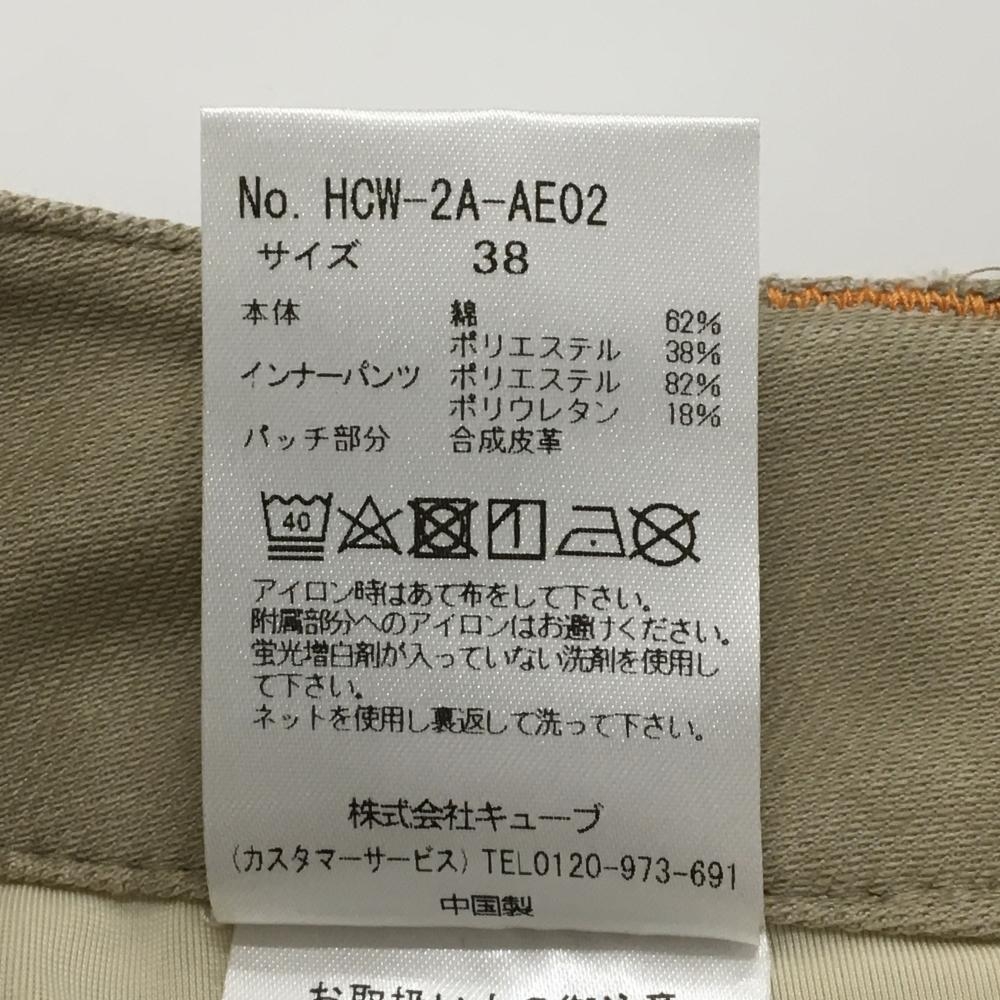 No. HCW-2A-AE02
サイズ 38
本体 綿 62%
ポリエステル 38%
インナーパンツ ポリエステル 82%
ポリウレタン 18%
パッチ部分 合成皮革
40
アイロン時はあて布をして下さい。
附属部分へのアイロンはお避けください。
蛍光増白剤が入っていない洗剤を使用し
て下さい。
ネットを使用し裏返して洗って下さい。
株式会社キューブ
(カスタマーサービス) TEL0120-973-691
中国製